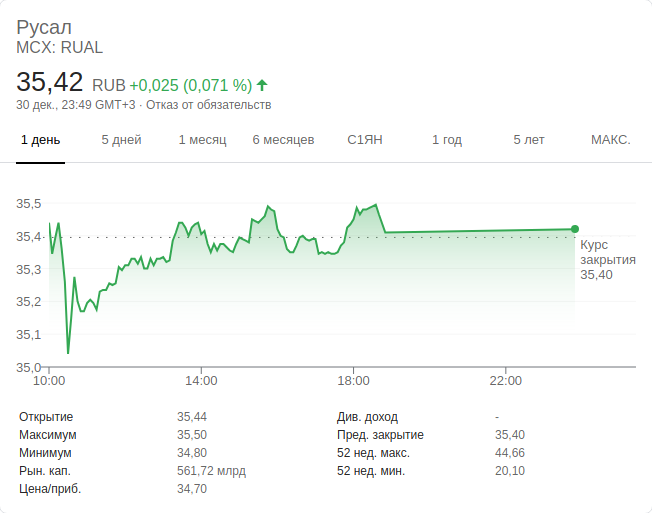 Русал
MCX: RUAL
35,42 RUB +0,025 (0,071 %)
30 дек., 23:49 GMT+3 · Отказ от обязательств
1 день 5 дней 1 месяц 6 месяцев С1ЯН 1 год 5 лет МАКС.
35,5
35,4
35,3
35,2
35,1
35,0
Курс
закрытия
35,40
10:00 14:00 18:00 22:00
Открытие 35,44 Див. доход -
Максимум 35,50 Пред. закрытие 35,40
Минимум 34,80 52 нед. макс. 44,66
Рын. кап. 561,72 млрд 52 нед. мин. 20,10
Цена/приб. 34,70